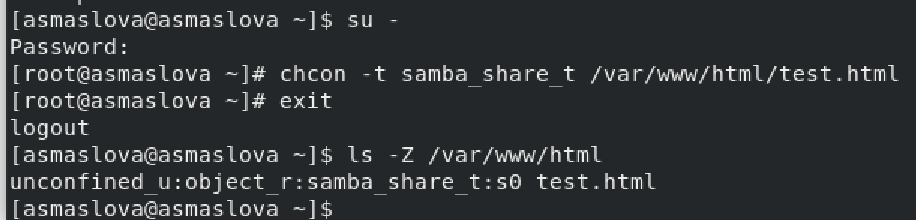 [asmaslova@asmaslova ~]$ su -
Password:
[root@asmaslova ~]# chcon -t samba_share_t /var/www/html/test.html
[root@asmaslova ~]# exit
logout
[asmaslova@asmaslova ~]$ ls -Z /var/www/html
unconfined_u:object_r:samba_share_t:s0 test.html
[asmaslova@asmaslova ~]$